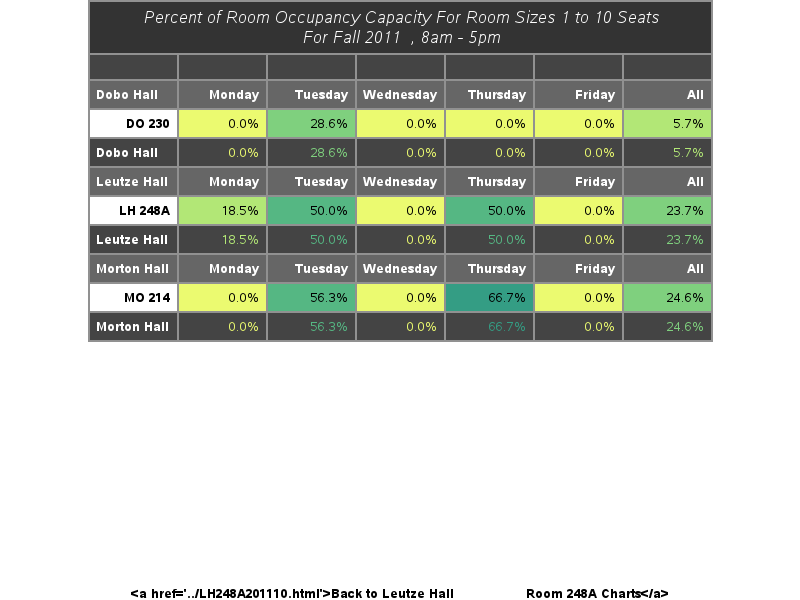 Percent of Room Occupancy Capacity For Room Sizes 1 to 10 Seats
For Fall 2011  , 8am - 5pm
Dobo Hall Monday Tuesday Wednesday Thursday Friday All
DO 230 0.0% 28.6% 0.0% 0.0% 0.0% 5.7%
Dobo Hall 0.0% 28.6% 0.0% 0.0% 0.0% 5.7%
Leutze Hall Monday Tuesday Wednesday Thursday Friday All
LH 248A 18.5% 50.0% 0.0% 50.0% 0.0% 23.7%
Leutze Hall 18.5% 50.0% 0.0% 50.0% 0.0% 23.7%
Morton Hall Monday Tuesday Wednesday Thursday Friday All
MO 214 0.0% 56.3% 0.0% 66.7% 0.0% 24.6%
Morton Hall 0.0% 56.3% 0.0% 66.7% 0.0% 24.6%
<a href='../LH248A201110.html'>Back to Leutze Hall Room 248A Charts</a>